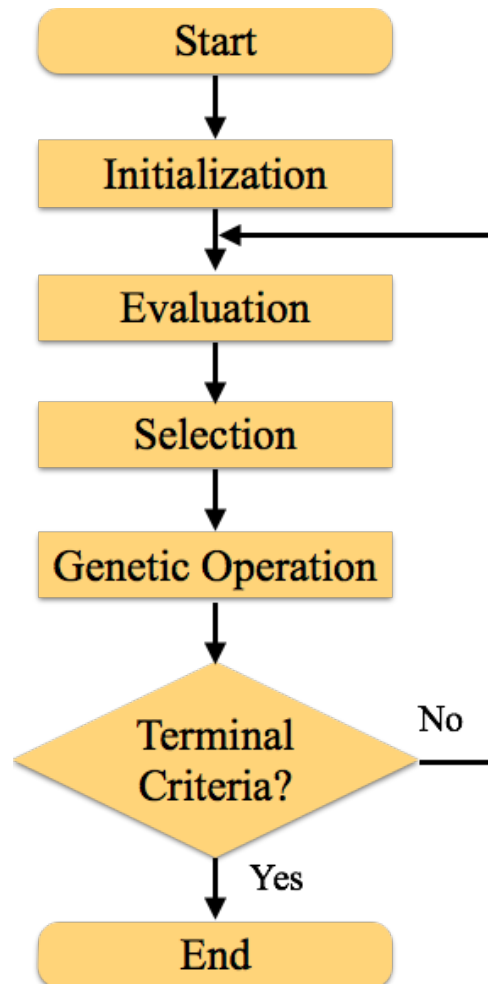 Start
Initialization
Evaluation
Selection
Genetic Operation
Terminal
Criteria?
No
Yes
End